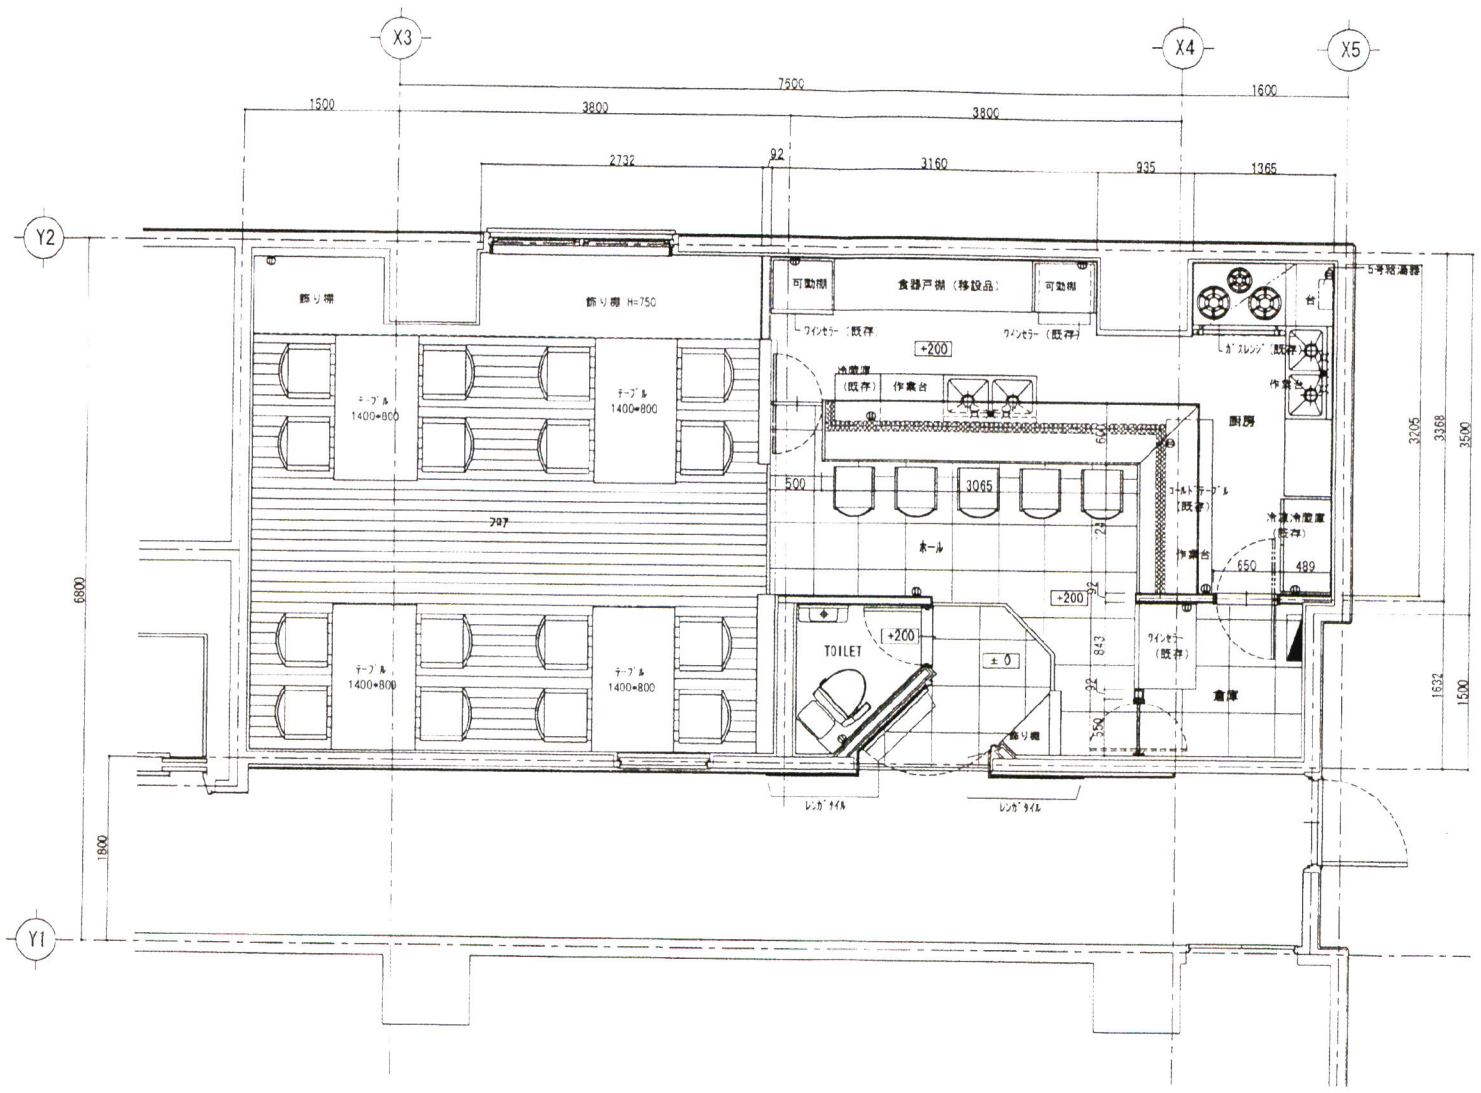 X3
X4
X5
7600
1500
3800
3800
1600
2732
92
3160
935
1365
Y2
飾り棚
飾り棚 H=750
可動棚
食器戸棚（移設品）
可動棚
台
5号給湯器
ワインセラー（既存）
ワインセラー（既存）
+200
ガスレンジ（既存）
冷蔵庫
（既存）
作業台
作業台
テーブル
1400*800
テーブル
1400*800
厨房
600
3205
3368
3500
500
3065
コールドテーブル
（既存）
冷凍冷蔵庫
（既存）
フロア
ホール
作業台
650
489
6800
92
+200
+200
TOILET
± 0
843
ワインセラー
（既存）
テーブル
1400*800
テーブル
1400*800
92
倉庫
1632
1500
550
飾り棚
レンガタイル
レンガタイル
1800
Y1